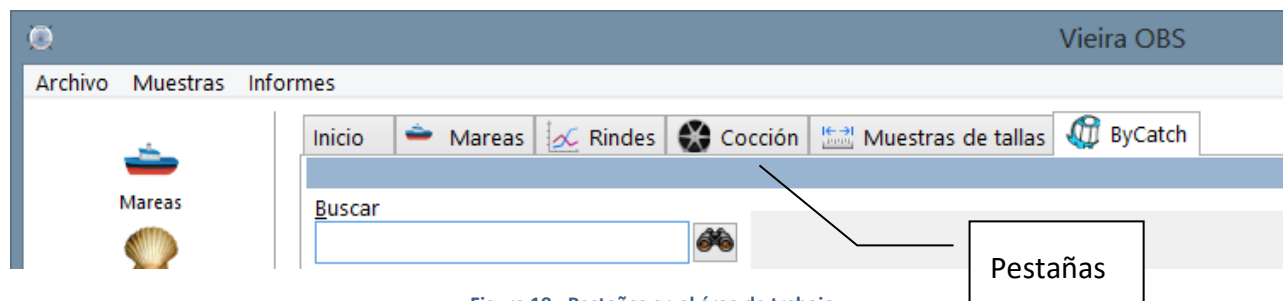 Vieira OBS
Archivo Muestras Informes
Inicio Mareas Rindes Cocción Muestras de tallas ByCatch
Mareas
Buscar
Pestañas